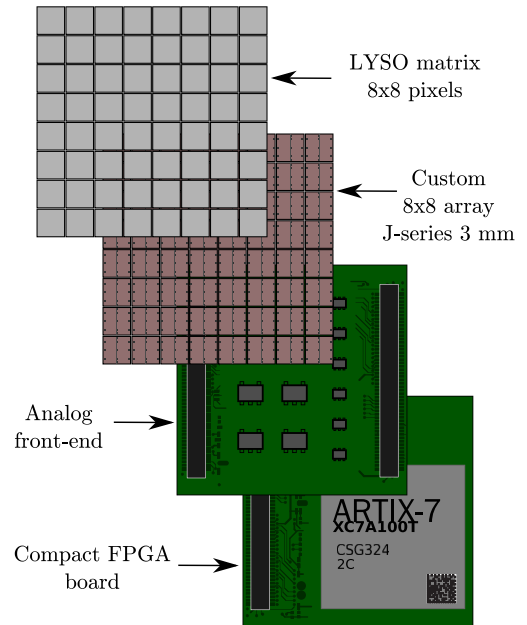 LYSO matrix
8x8 pixels
Custom
8x8 array
J-series 3 mm
Analog
front-end
ARTIX-7
XC7A100T
CSG324
2C
Compact FPGA
board